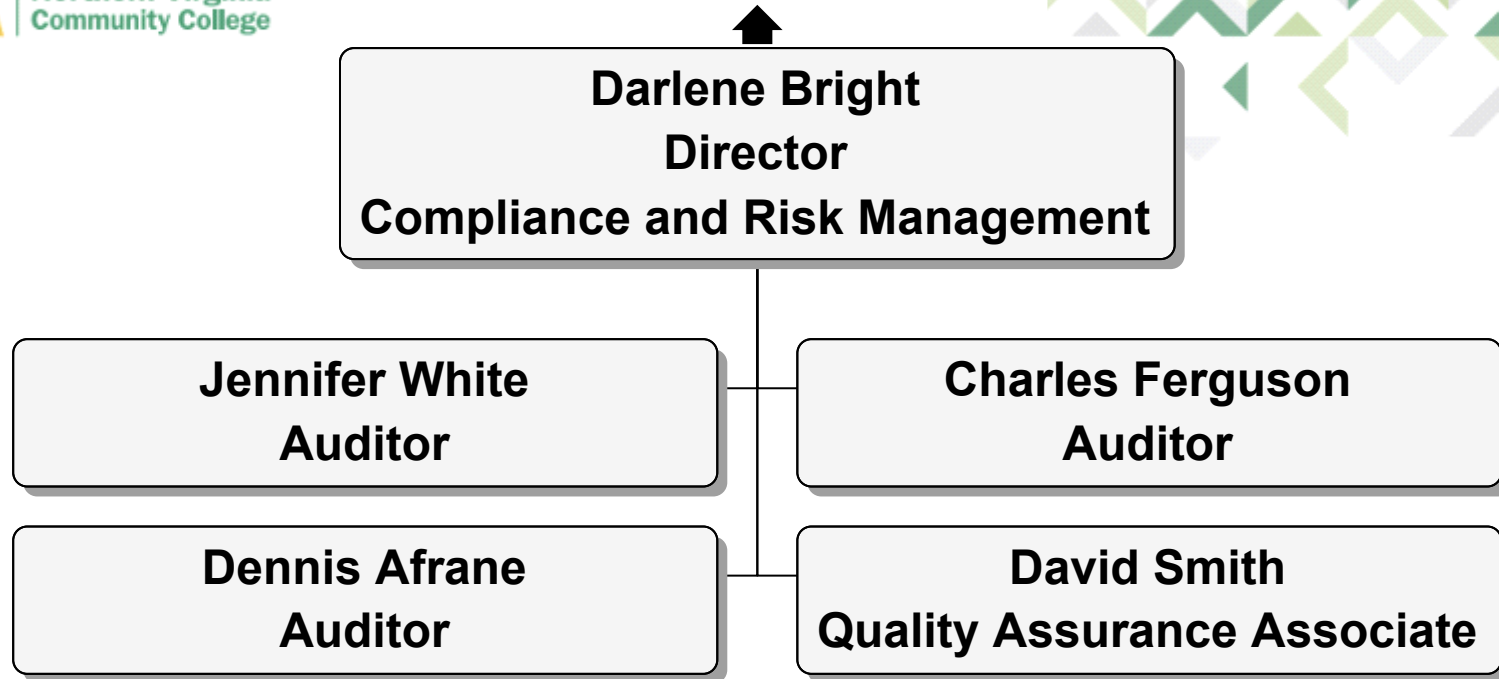 Community College
Darlene Bright
Director
Compliance and Risk Management
Jennifer White
Auditor
Charles Ferguson
Auditor
Dennis Afrane
Auditor
David Smith
Quality Assurance Associate